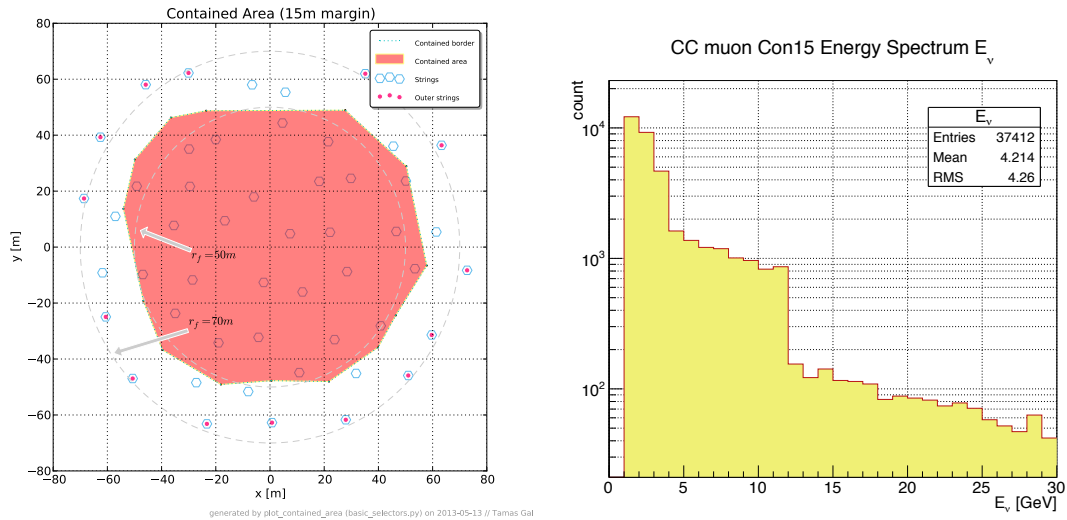 Contained Area (15m margin)
80
60
40
20
0
−20
−40
−60
−80
y [m]
−80 −60 −40 −20 0 20 40 60 80
x [m]
Contained border
Contained area
Strings
Outer strings
r_f = 50m
r_f = 70m
generated by plot_contained_area (basic_selectors.py) on 2013-05-13 // Tamas Gal
CC muon Con15 Energy Spectrum E_ν
count
10^4
10^3
10^2
E_ν
Entries 37412
Mean 4.214
RMS 4.26
0 5 10 15 20 25 30
E_ν [GeV]